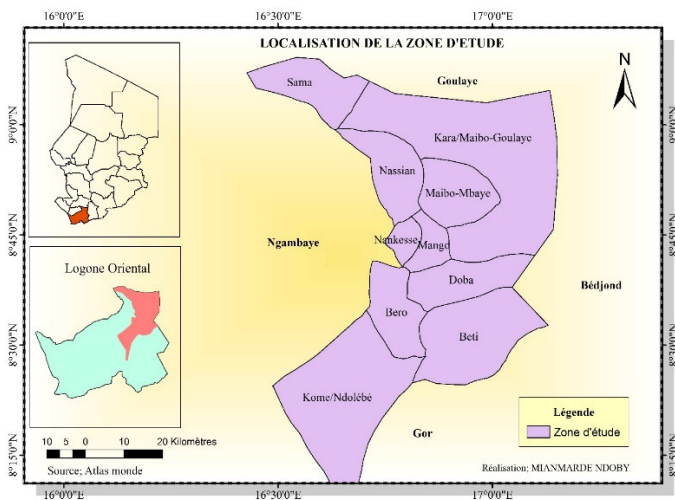 16°0'0"E
16°30'0"E
17°0'0"E
LOCALISATION DE LA ZONE D'ETUDE
N
Sama
Goulaye
9°0'0"N
9°0'0"N
Kara/Maibo-Goulaye
Nassian
Maibo-Mbaye
Ngambaye
Nankesse
Mango
8°45'0"N
8°45'0"N
Logone Oriental
Doba
Bédjond
Bero
Beti
8°30'0"N
8°30'0"N
Kome/Ndolèbé
Légende
Zone d'étude
Gor
10 5 0 10 20 Kilomètres
8°15'0"N
8°15'0"N
Source; Atlas monde
Réalisation; MIANMARDE NDOBY
16°0'0"E
16°30'0"E
17°0'0"E